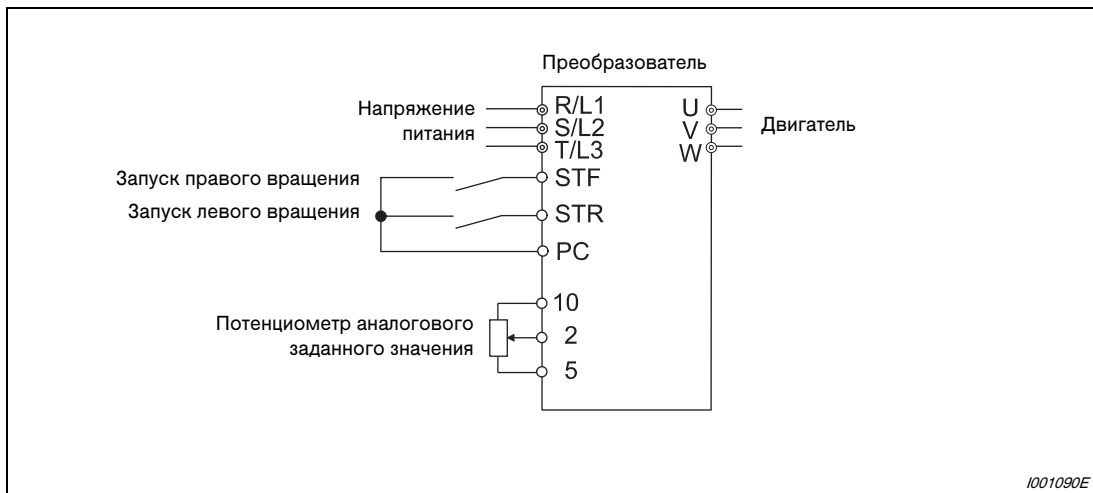 Преобразователь
Напряжение
питания
R/L1
S/L2
T/L3
U
V
W
Двигатель
Запуск правого вращения
STF
Запуск левого вращения
STR
PC
10
Потенциометр аналогового
заданного значения
2
5
I001090E